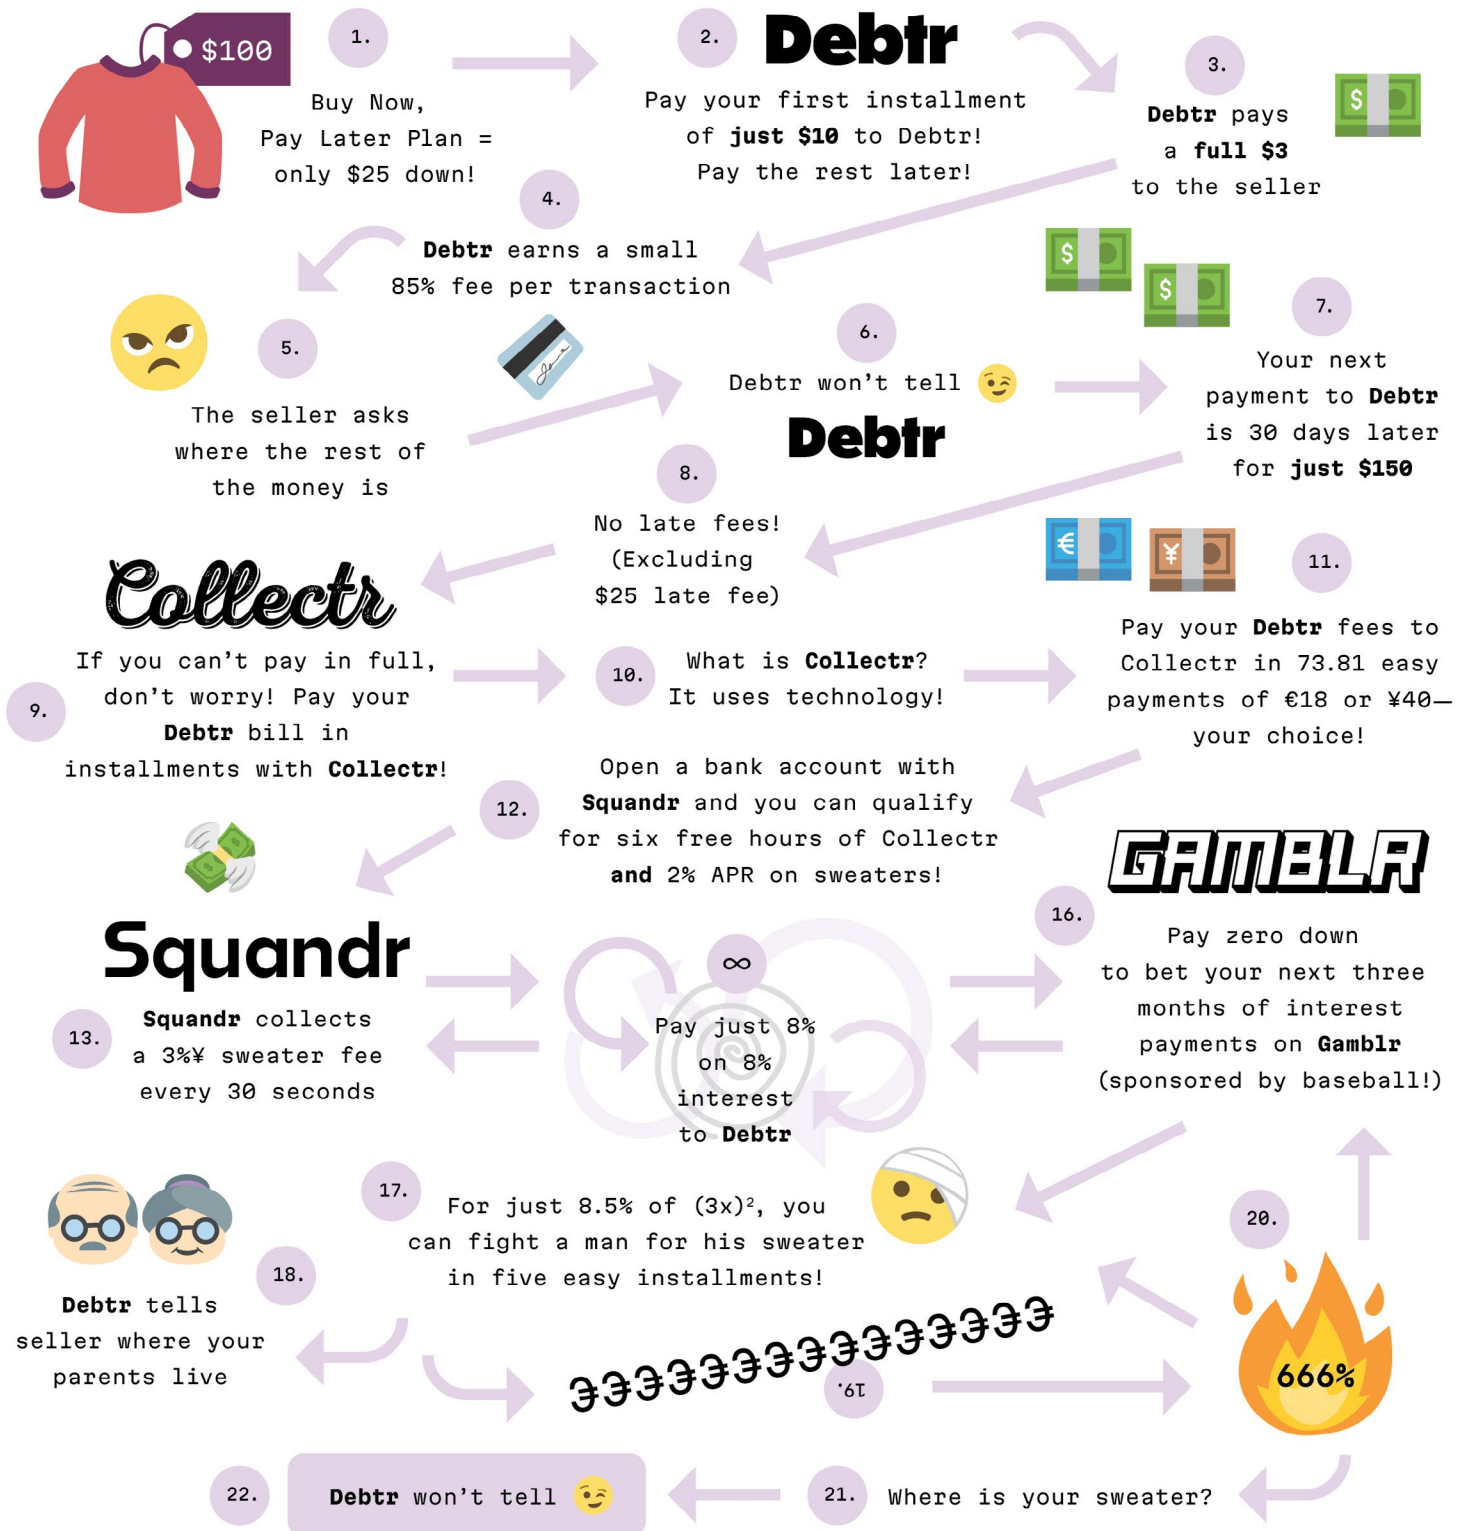 $100
1.
Buy Now,
Pay Later Plan =
only $25 down!
2.
Debtr
Pay your first installment
of just $10 to Debtr!
Pay the rest later!
3.
Debtr pays
a full $3
to the seller
$
4.
Debtr earns a small
85% fee per transaction
5.
The seller asks
where the rest of
the money is
6.
Debtr won’t tell
Debtr
$
$
7.
Your next
payment to Debtr
is 30 days later
for just $150
8.
No late fees!
(Excluding
$25 late fee)
Collectr
9.
If you can’t pay in full,
don’t worry! Pay your
Debtr bill in
installments with Collectr!
10.
What is Collectr?
It uses technology!
€
¥
11.
Pay your Debtr fees to
Collectr in 73.81 easy
payments of €18 or ¥40—
your choice!
12.
Open a bank account with
Squandr and you can qualify
for six free hours of Collectr
and 2% APR on sweaters!
Squandr
13.
Squandr collects
a 3%¥ sweater fee
every 30 seconds
∞
Pay just 8%
on 8%
interest
to Debtr
GAMBLR
16.
Pay zero down
to bet your next three
months of interest
payments on Gamblr
(sponsored by baseball!)
17.
For just 8.5% of (3x)², you
can fight a man for his sweater
in five easy installments!
18.
Debtr tells
seller where your
parents live
19.
20.
666%
21.
Where is your sweater?
22.
Debtr won’t tell